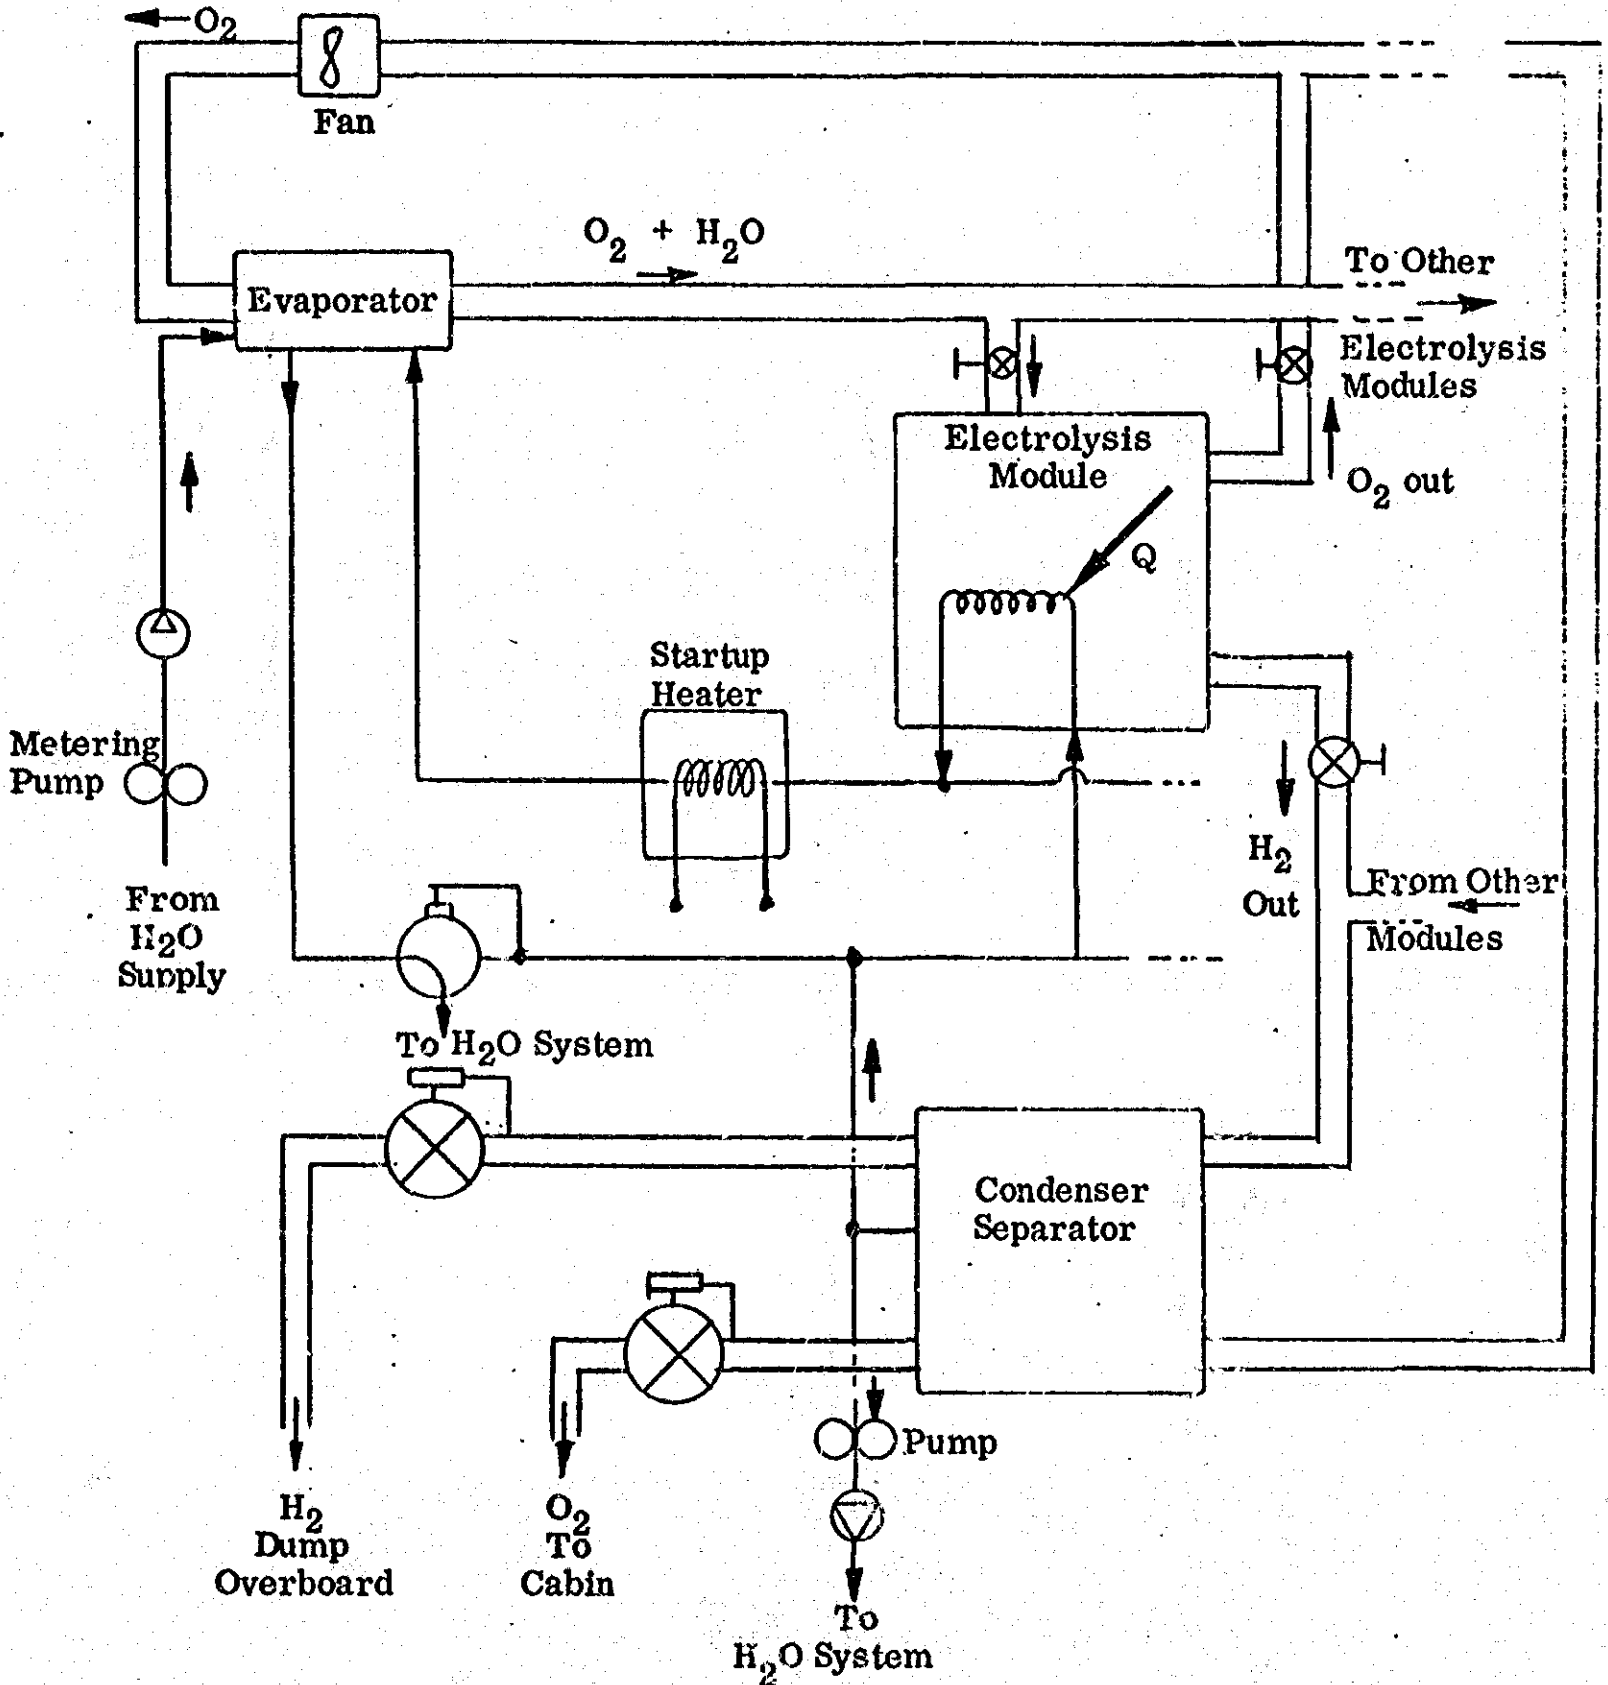 O2
Fan
O2 + H2O
Evaporator
To Other
Electrolysis
Modules
Electrolysis
Module
O2 out
Q
Startup
Heater
Metering
Pump
H2
Out
From Other
Modules
From
H2O
Supply
To H2O System
Condenser
Separator
Pump
H2
Dump
Overboard
O2
To
Cabin
To
H2O System